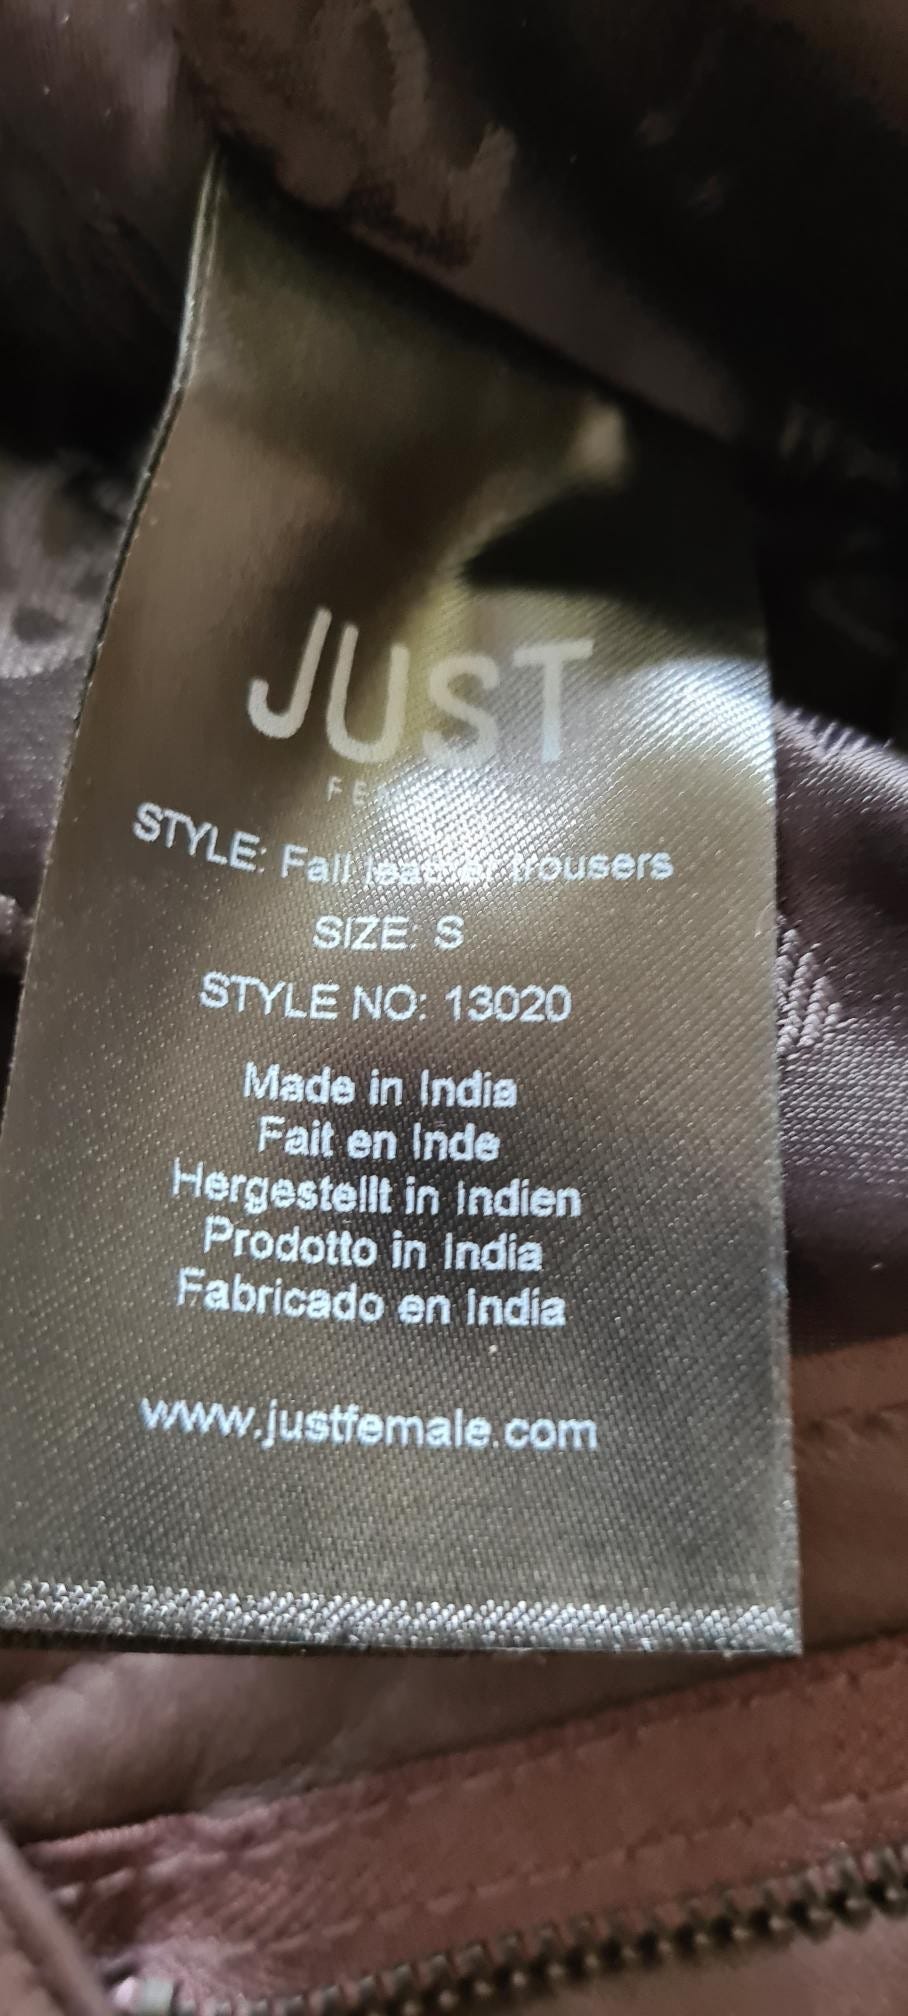 JUST
STYLE: Fall leather trousers
SIZE: S
STYLE NO: 13020
Made in India
Fait en Inde
Hergestellt in Indien
Prodotto in India
Fabricado en India
www.justfemale.com